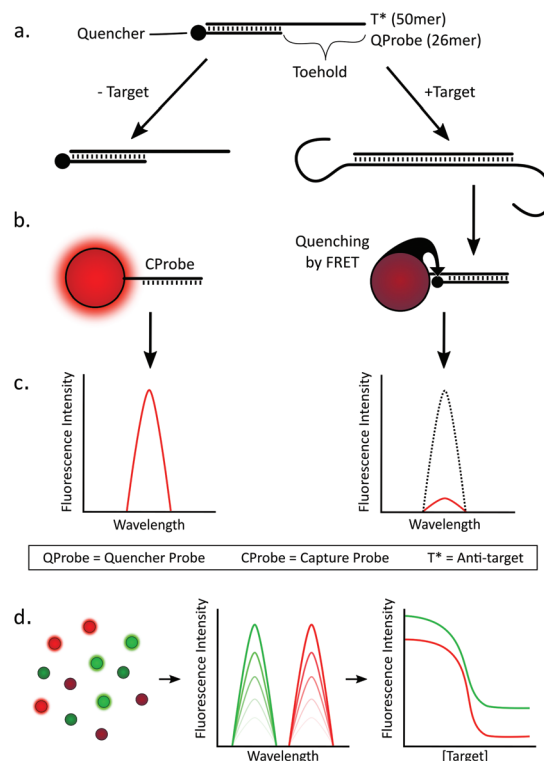 a.
Quencher
T* (50mer)
QProbe (26mer)
Toehold
- Target
+Target
b.
CProbe
Quenching
by FRET
c.
Fluorescence Intensity
Wavelength
Fluorescence Intensity
Wavelength
QProbe = Quencher Probe CProbe = Capture Probe T* = Anti-target
d.
Fluorescence Intensity
Wavelength
Fluorescence Intensity
[Target]